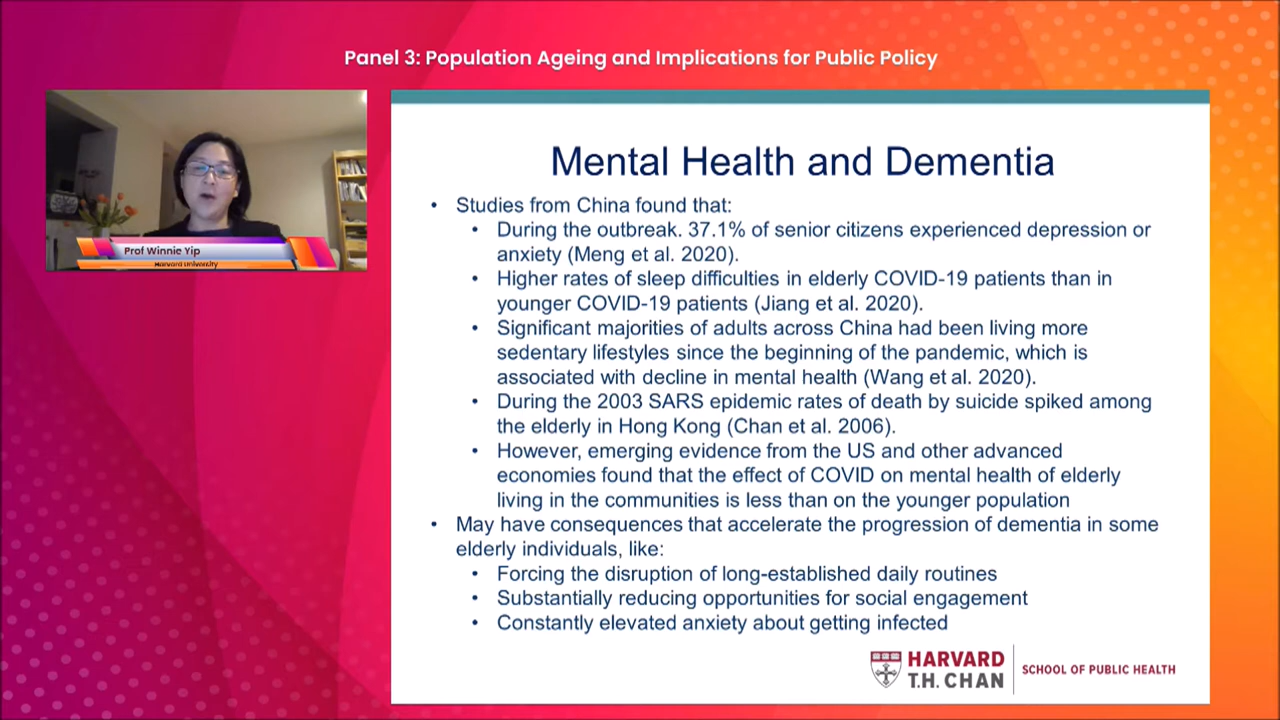 Panel 3: Population Ageing and Implications for Public Policy
Prof Winnie Yip
Harvard University
Mental Health and Dementia
• Studies from China found that:
• During the outbreak. 37.1% of senior citizens experienced depression or
anxiety (Meng et al. 2020).
• Higher rates of sleep difficulties in elderly COVID-19 patients than in
younger COVID-19 patients (Jiang et al. 2020).
• Significant majorities of adults across China had been living more
sedentary lifestyles since the beginning of the pandemic, which is
associated with decline in mental health (Wang et al. 2020).
• During the 2003 SARS epidemic rates of death by suicide spiked among
the elderly in Hong Kong (Chan et al. 2006).
• However, emerging evidence from the US and other advanced
economies found that the effect of COVID on mental health of elderly
living in the communities is less than on the younger population
• May have consequences that accelerate the progression of dementia in some
elderly individuals, like:
• Forcing the disruption of long-established daily routines
• Substantially reducing opportunities for social engagement
• Constantly elevated anxiety about getting infected
HARVARD
T.H. CHAN
SCHOOL OF PUBLIC HEALTH